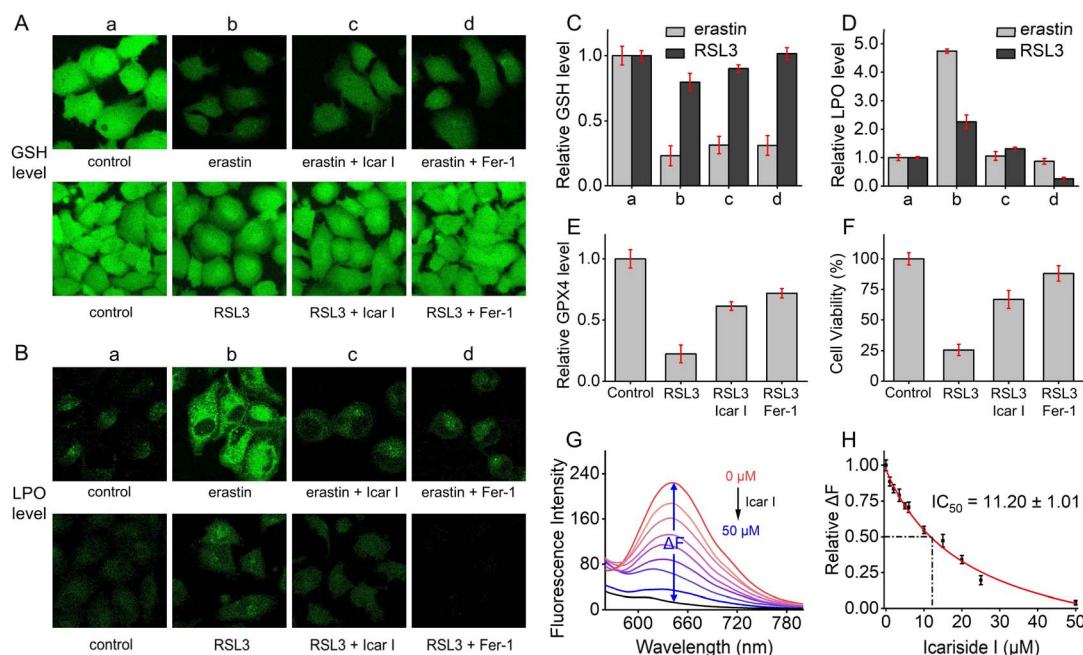 A
a
b
c
d
GSH
level
control
erastin
erastin + Icar I
erastin + Fer-1
control
RSL3
RSL3 + Icar I
RSL3 + Fer-1
B
a
b
c
d
LPO
level
control
erastin
erastin + Icar I
erastin + Fer-1
control
RSL3
RSL3 + Icar I
RSL3 + Fer-1
C
erastin
RSL3
Relative GSH level
1.0
0.5
0.0
a
b
c
d
D
erastin
RSL3
Relative LPO level
5.0
4.0
3.0
2.0
1.0
0.0
a
b
c
d
E
Relative GPX4 level
1.0
0.5
0.0
Control
RSL3
RSL3
Icar I
RSL3
Fer-1
F
Cell Viability (%)
100
75
50
25
0
Control
RSL3
RSL3
Icar I
RSL3
Fer-1
G
Fluorescence Intensity
240
160
80
0
0 μM
Icar I
50 μM
ΔF
600
660
720
780
Wavelength (nm)
H
Relative ΔF
1.00
0.75
0.50
0.25
0.00
IC50 = 11.20 ± 1.01
0
10
20
30
40
50
Icariside I (μM)